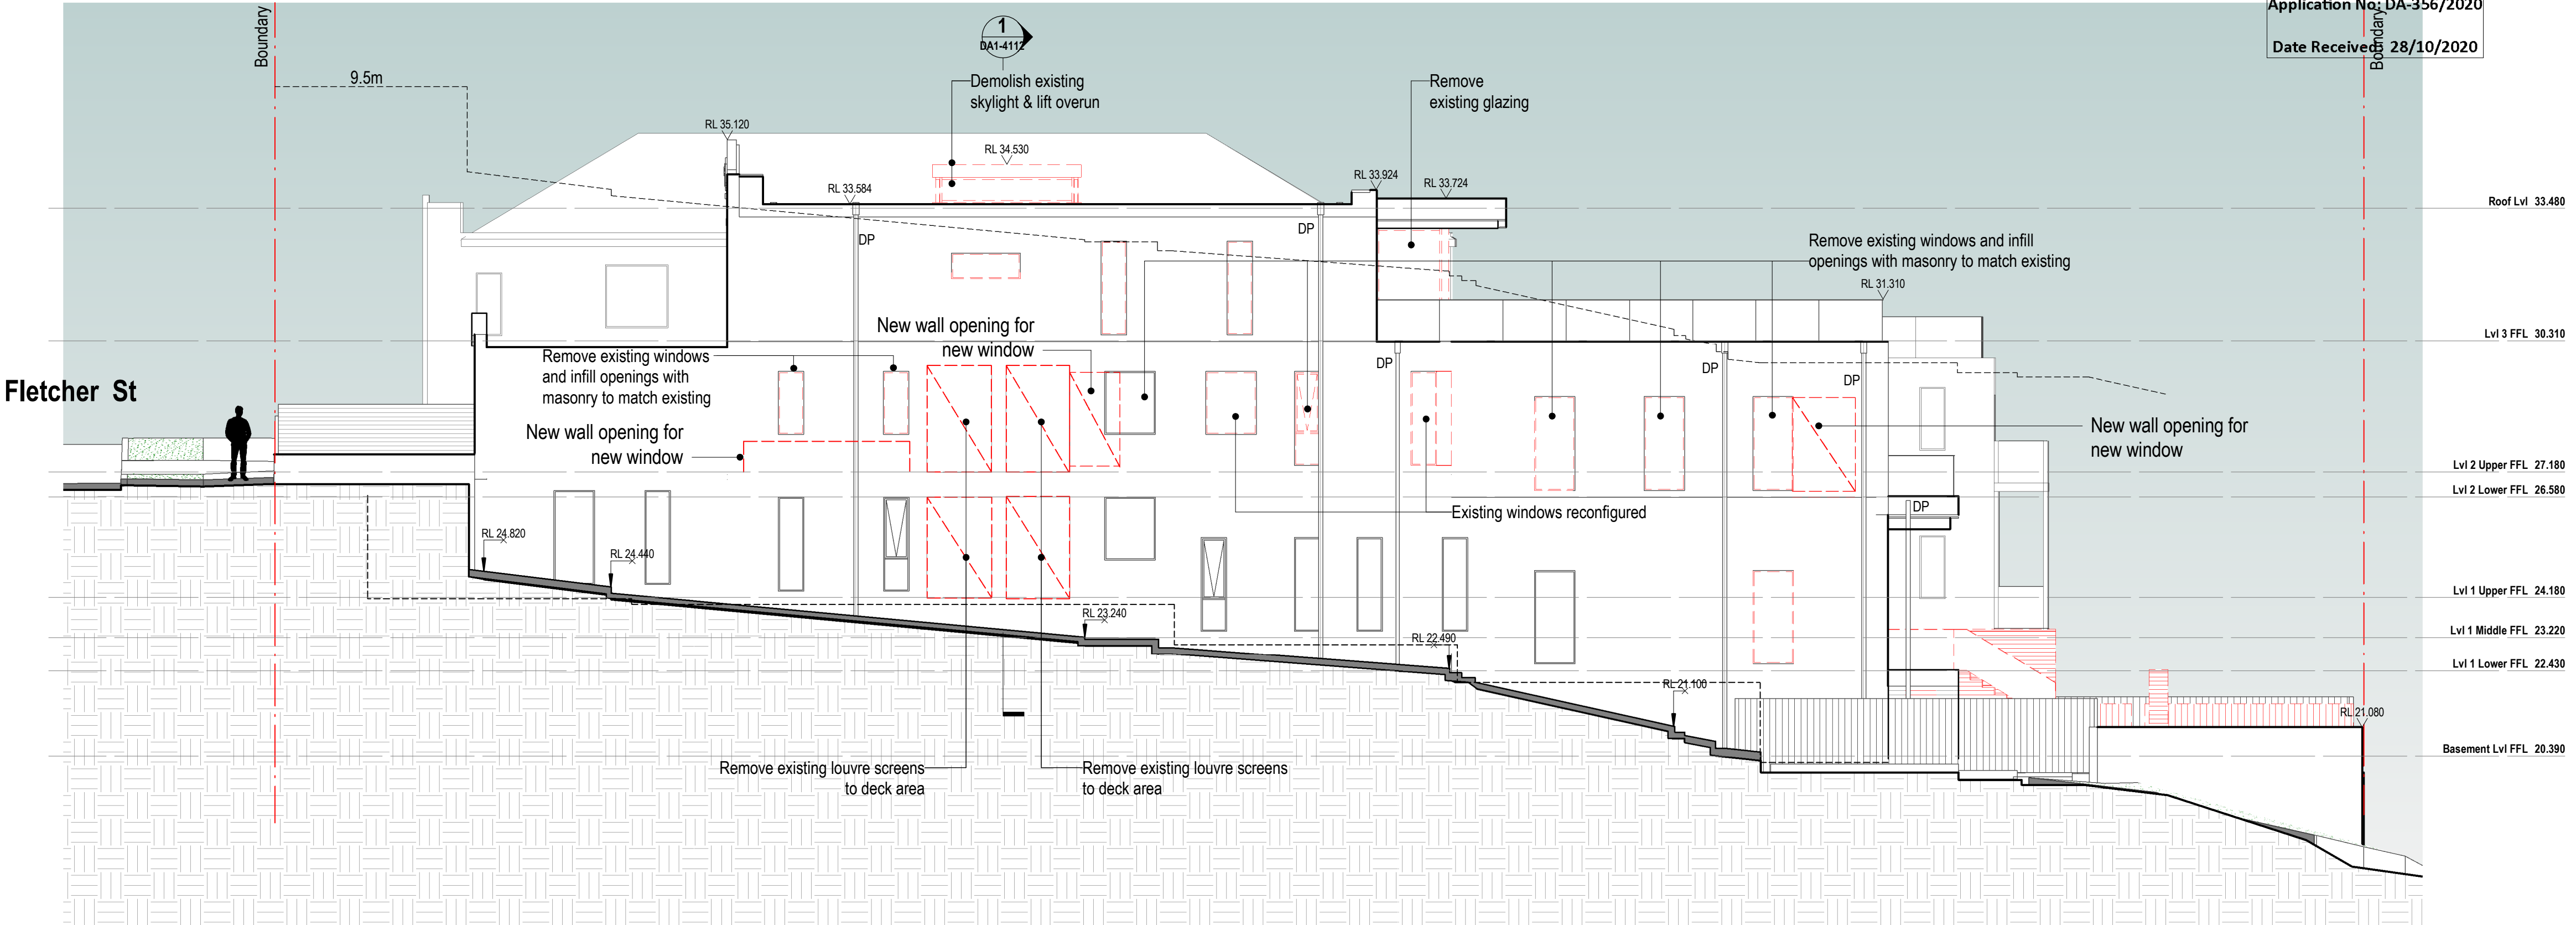 Application No: DA-356/2020
Date Received: 28/10/2020
Boundary
Boundary
9.5m
1
DA1-4112
Demolish existing
skylight & lift overun
Remove
existing glazing
RL 35.120
RL 34.530
RL 33.584
RL 33.924
RL 33.724
Roof Lvl 33.480
DP
DP
Remove existing windows and infill
openings with masonry to match existing
RL 31.310
New wall opening for
new window
Lvl 3 FFL 30.310
Remove existing windows
and infill openings with
masonry to match existing
DP
DP
DP
Fletcher St
New wall opening for
new window
New wall opening for
new window
Lvl 2 Upper FFL 27.180
Lvl 2 Lower FFL 26.580
Existing windows reconfigured
DP
RL 24.820
RL 24.440
Lvl 1 Upper FFL 24.180
RL 23.240
RL 22.490
Lvl 1 Middle FFL 23.220
Lvl 1 Lower FFL 22.430
RL 21.100
RL 21.080
Basement Lvl FFL 20.390
Remove existing louvre screens
to deck area
Remove existing louvre screens
to deck area